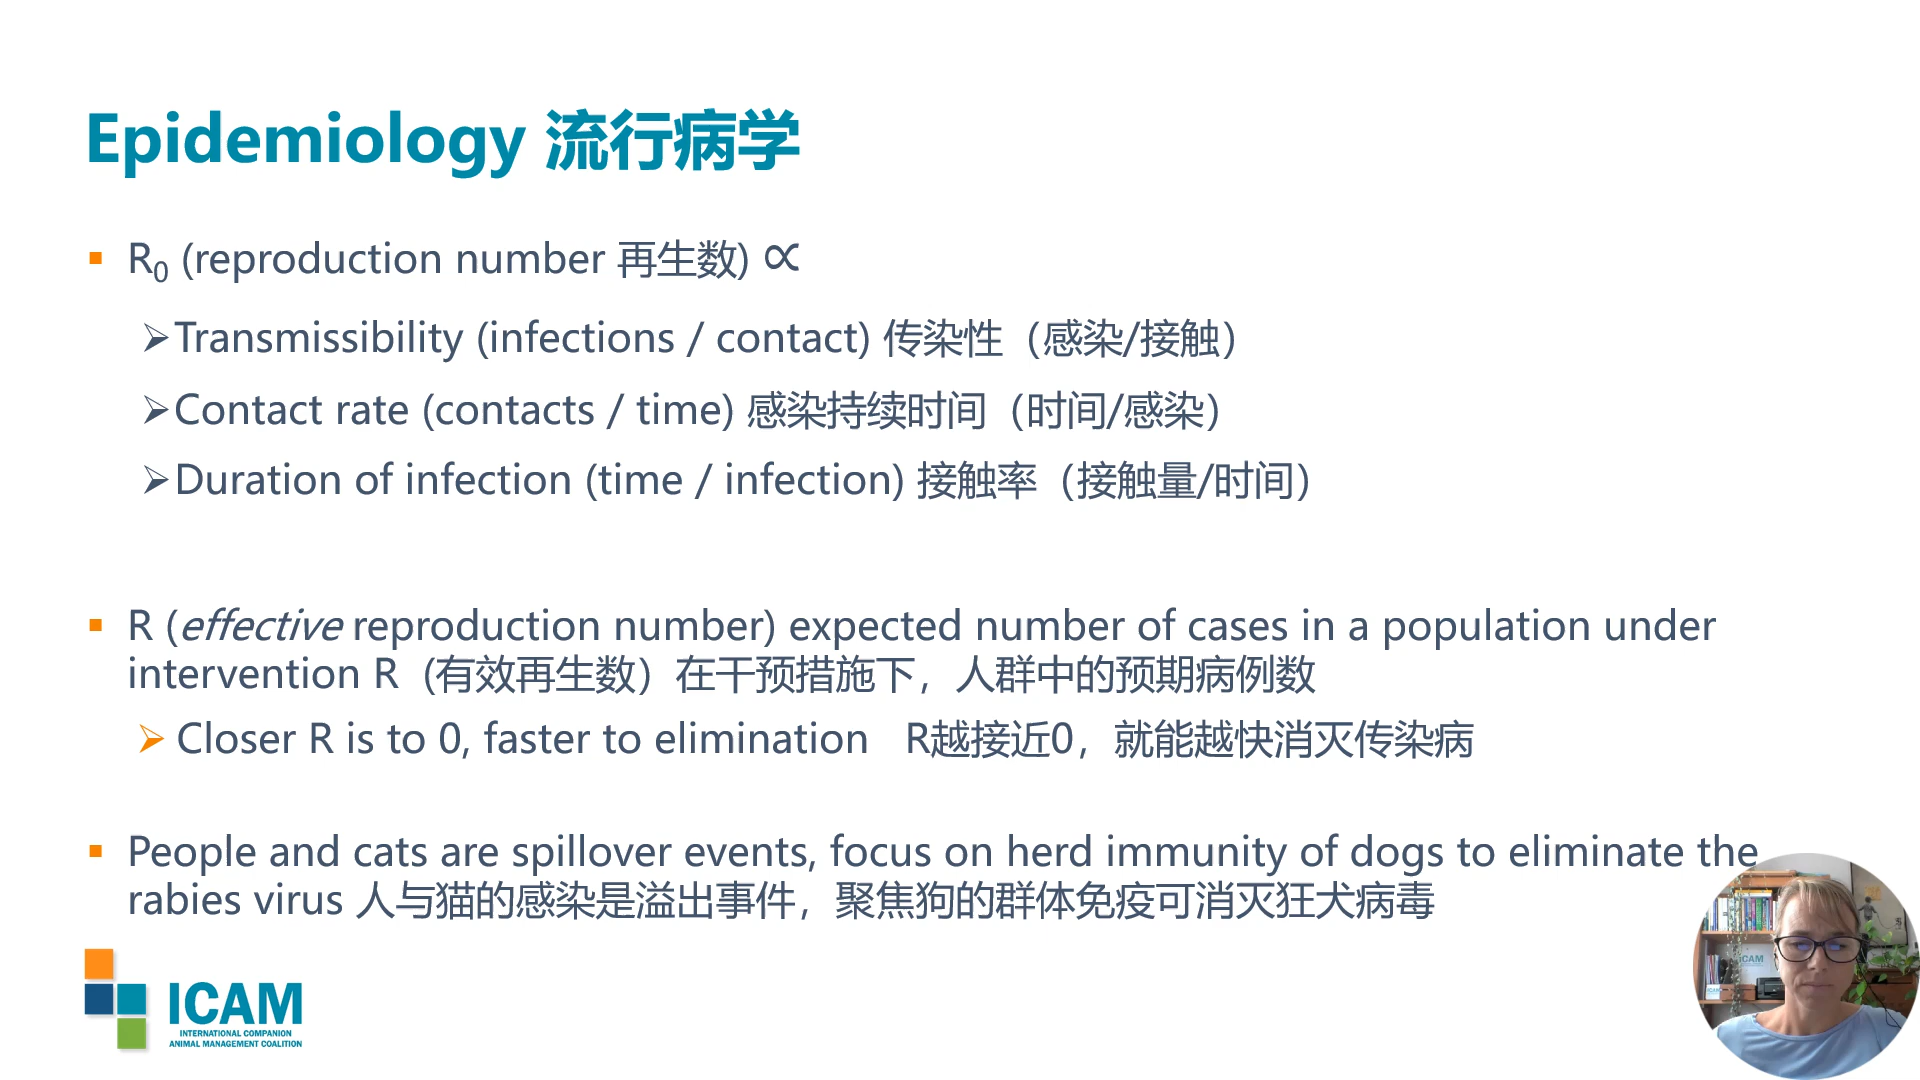 Epidemiology 流行病学
R₀ (reproduction number 再生数) ∝
Transmissibility (infections / contact) 传染性（感染/接触）
Contact rate (contacts / time) 感染持续时间（时间/感染）
Duration of infection (time / infection) 接触率（接触量/时间）
R (effective reproduction number) expected number of cases in a population under
intervention R（有效再生数）在干预措施下，人群中的预期病例数
Closer R is to 0, faster to elimination R越接近0，就能越快消灭传染病
People and cats are spillover events, focus on herd immunity of dogs to eliminate the
rabies virus 人与猫的感染是溢出事件，聚焦狗的群体免疫可消灭狂犬病毒
ICAM
INTERNATIONAL COMPANION
ANIMAL MANAGEMENT COALITION
ICAM